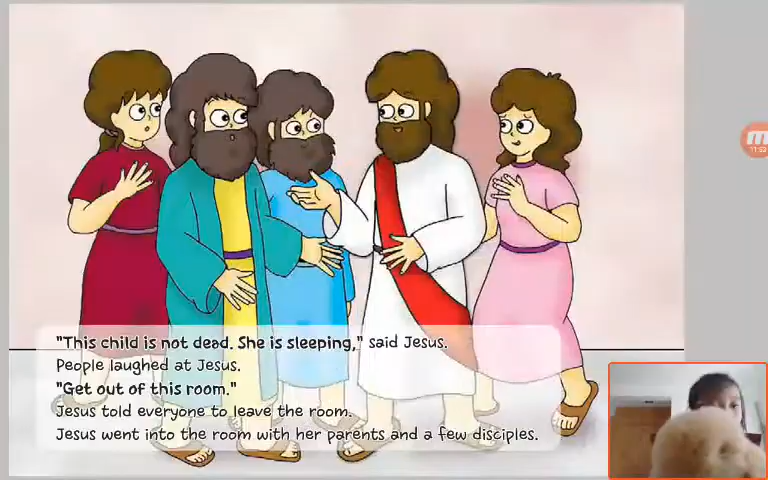 "This child is not dead. She is sleeping," said Jesus.
People laughed at Jesus.
"Get out of this room."
Jesus told everyone to leave the room.
Jesus went into the room with her parents and a few disciples.
M